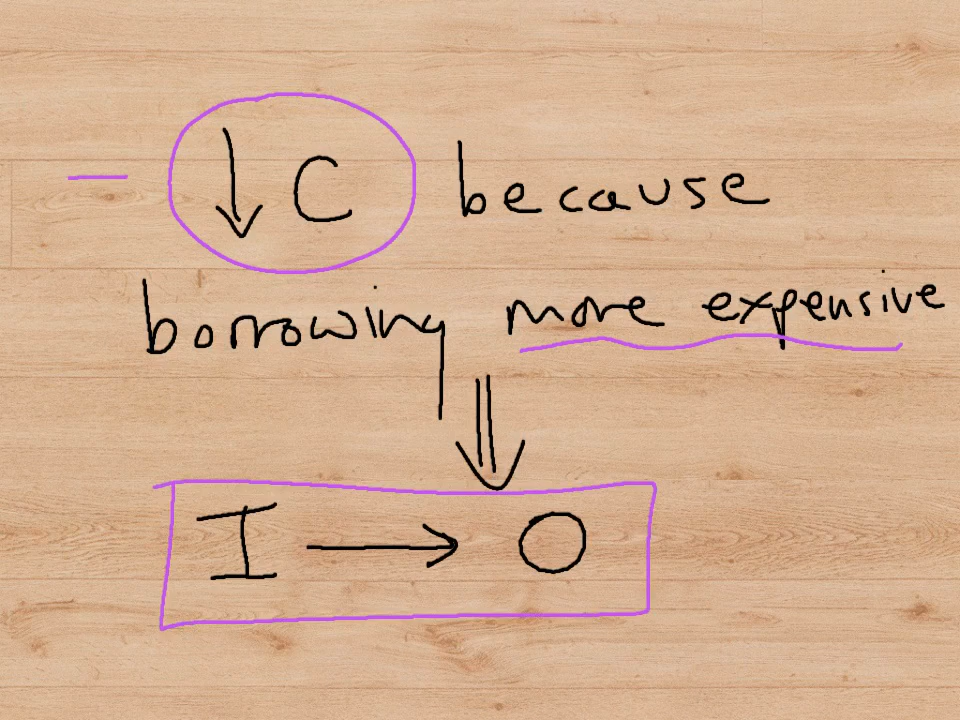 - ↓ C because
borrowing more expensive
⇓
I → O